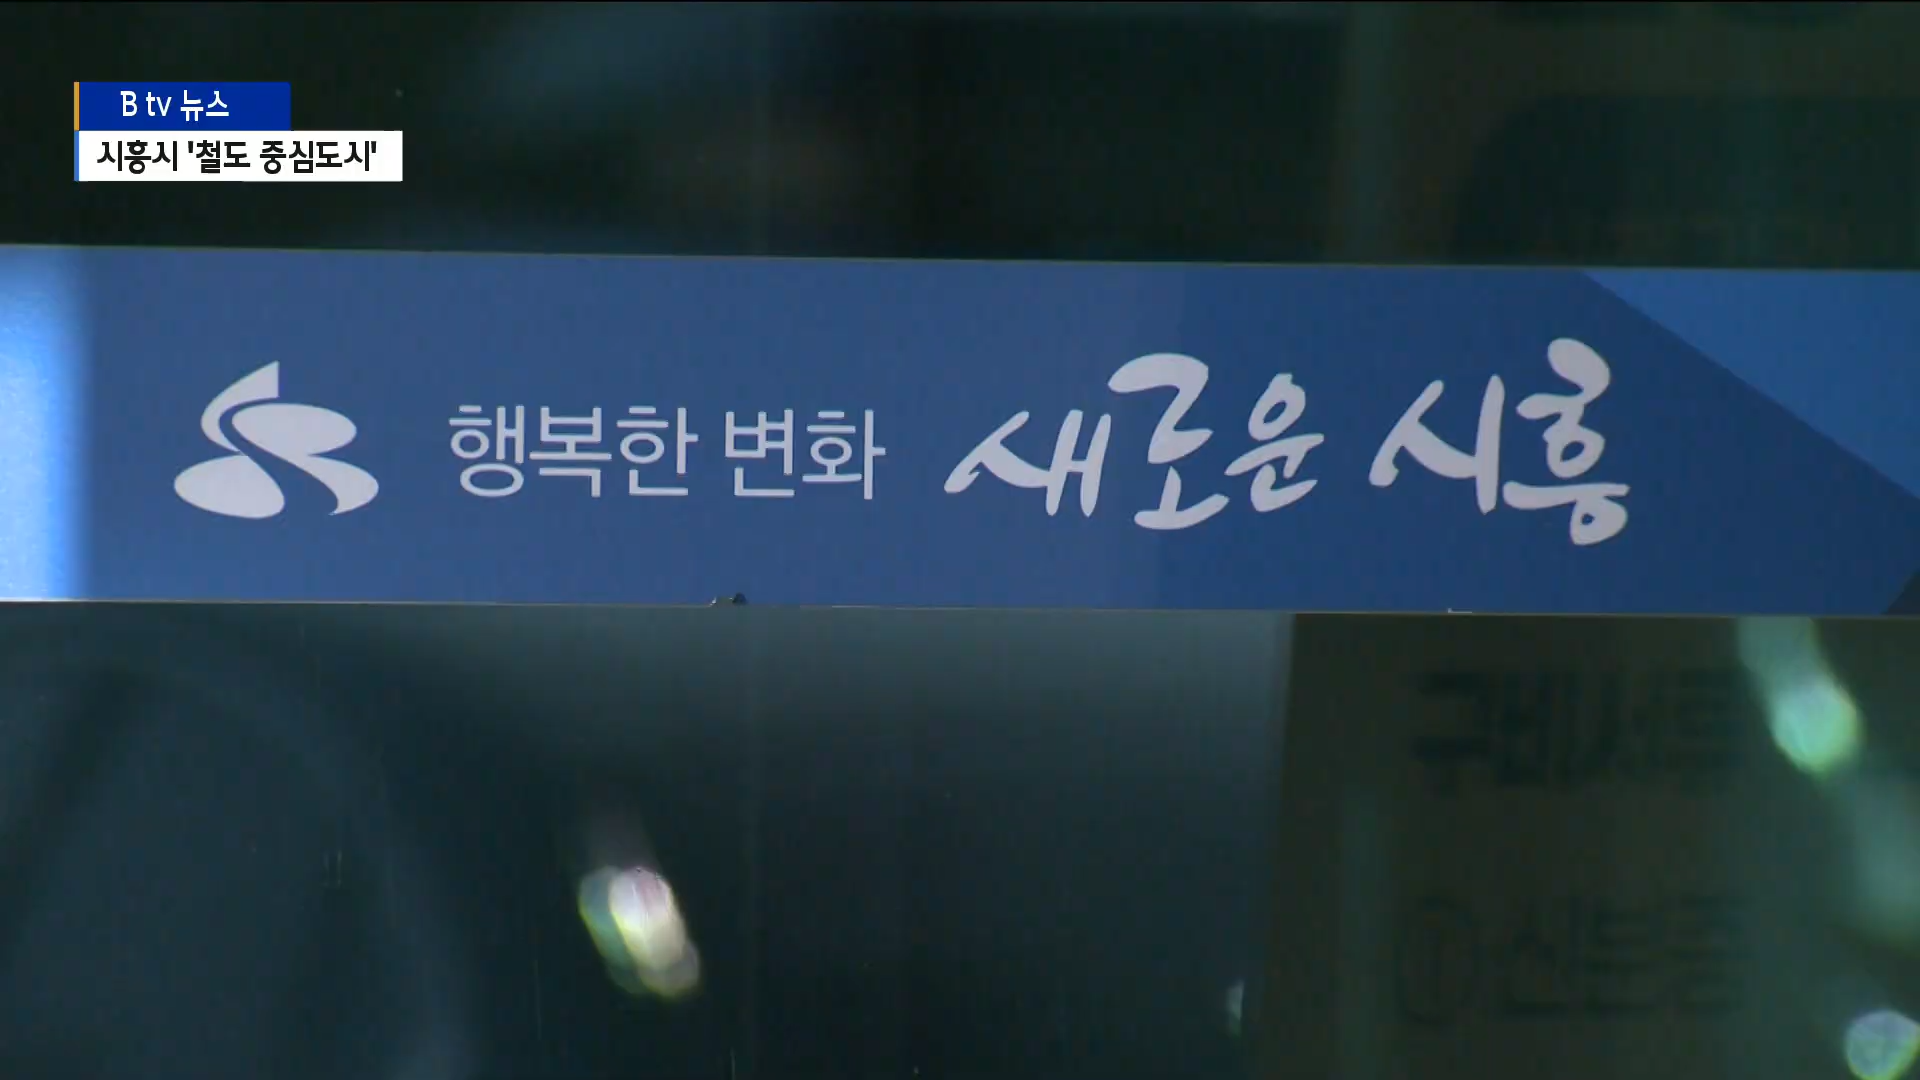 B tv 뉴스
시흥시 '철도 중심도시'
행복한 변화 새로운 시흥